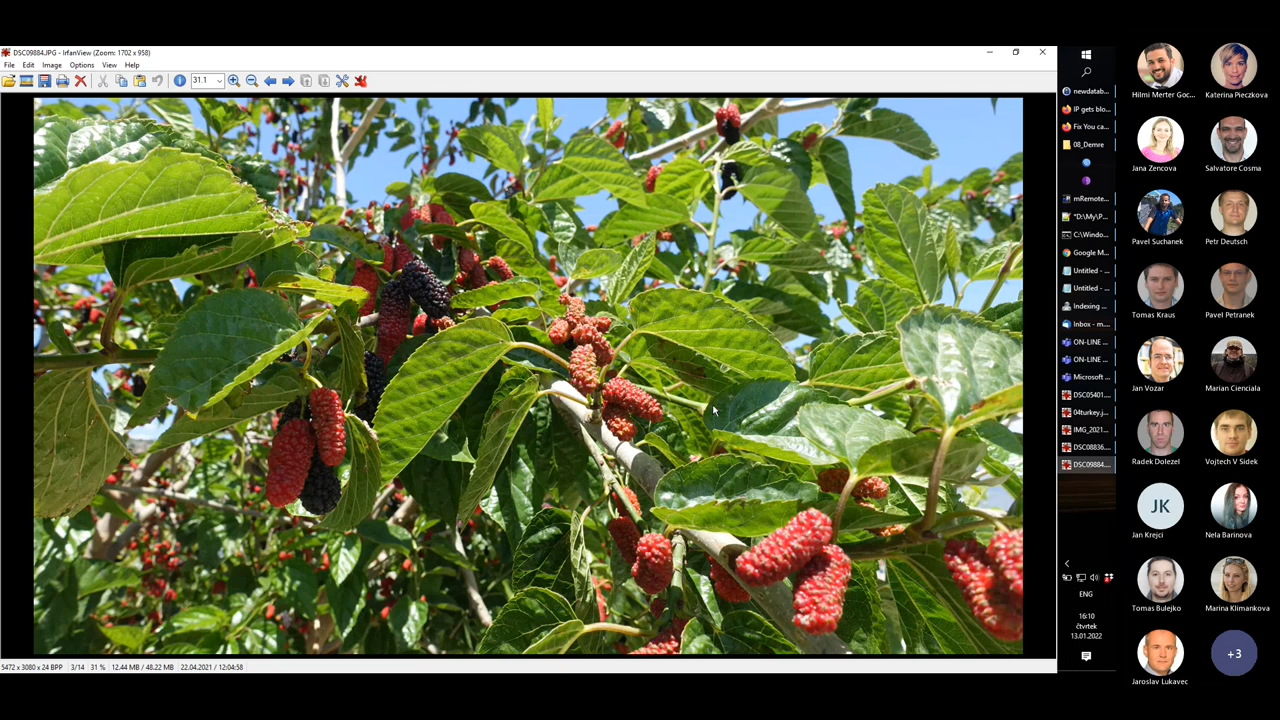 DSC09884.JPG - IrfanView (Zoom: 1702 x 958)
File Edit Image Options View Help
31.1
5472 x 3080 x 24 BPP 3/14 31 % 12.44 MB / 48.22 MB 22.04.2021 / 12:04:58
newdatab...
IP gets blo...
Fix You ca...
08_Demre
mRemote...
*D:\My\P...
C:\Windo...
Google M...
Untitled - ...
Untitled - ...
Indexing ...
Inbox - m...
ON-LINE ...
ON-LINE ...
Microsoft ...
DSC05401....
04turkey.j...
IMG_2021...
DSC08836....
DSC09884....
ENG
16:10
čtvrtek
13.01.2022
Hilmi Merter Goc...
Katerina Pieczkova
Jana Zencova
Salvatore Cosma
Pavel Suchanek
Petr Deutsch
Tomas Kraus
Pavel Petranek
Jan Vozar
Marian Cienciala
Radek Dolezel
Vojtech V Sidek
JK
Jan Krejci
Nela Barinova
Tomas Bulejko
Marina Klimankova
Jaroslav Lukavec
+3